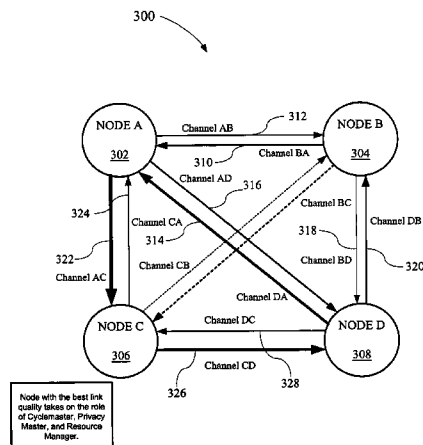 300
NODE A
302
NODE B
304
312
Channel AB
310
Channel BA
Channel AD
316
324
Channel CA
314
322
Channel AC
Channel CB
Channel BC
318
Channel BD
Channel DB
320
Channel DA
NODE C
306
Channel DC
328
NODE D
308
326
Channel CD
Node with the best link
quality takes on the role
of Cyclemaster, Privacy
Master, and Resource
Manager.